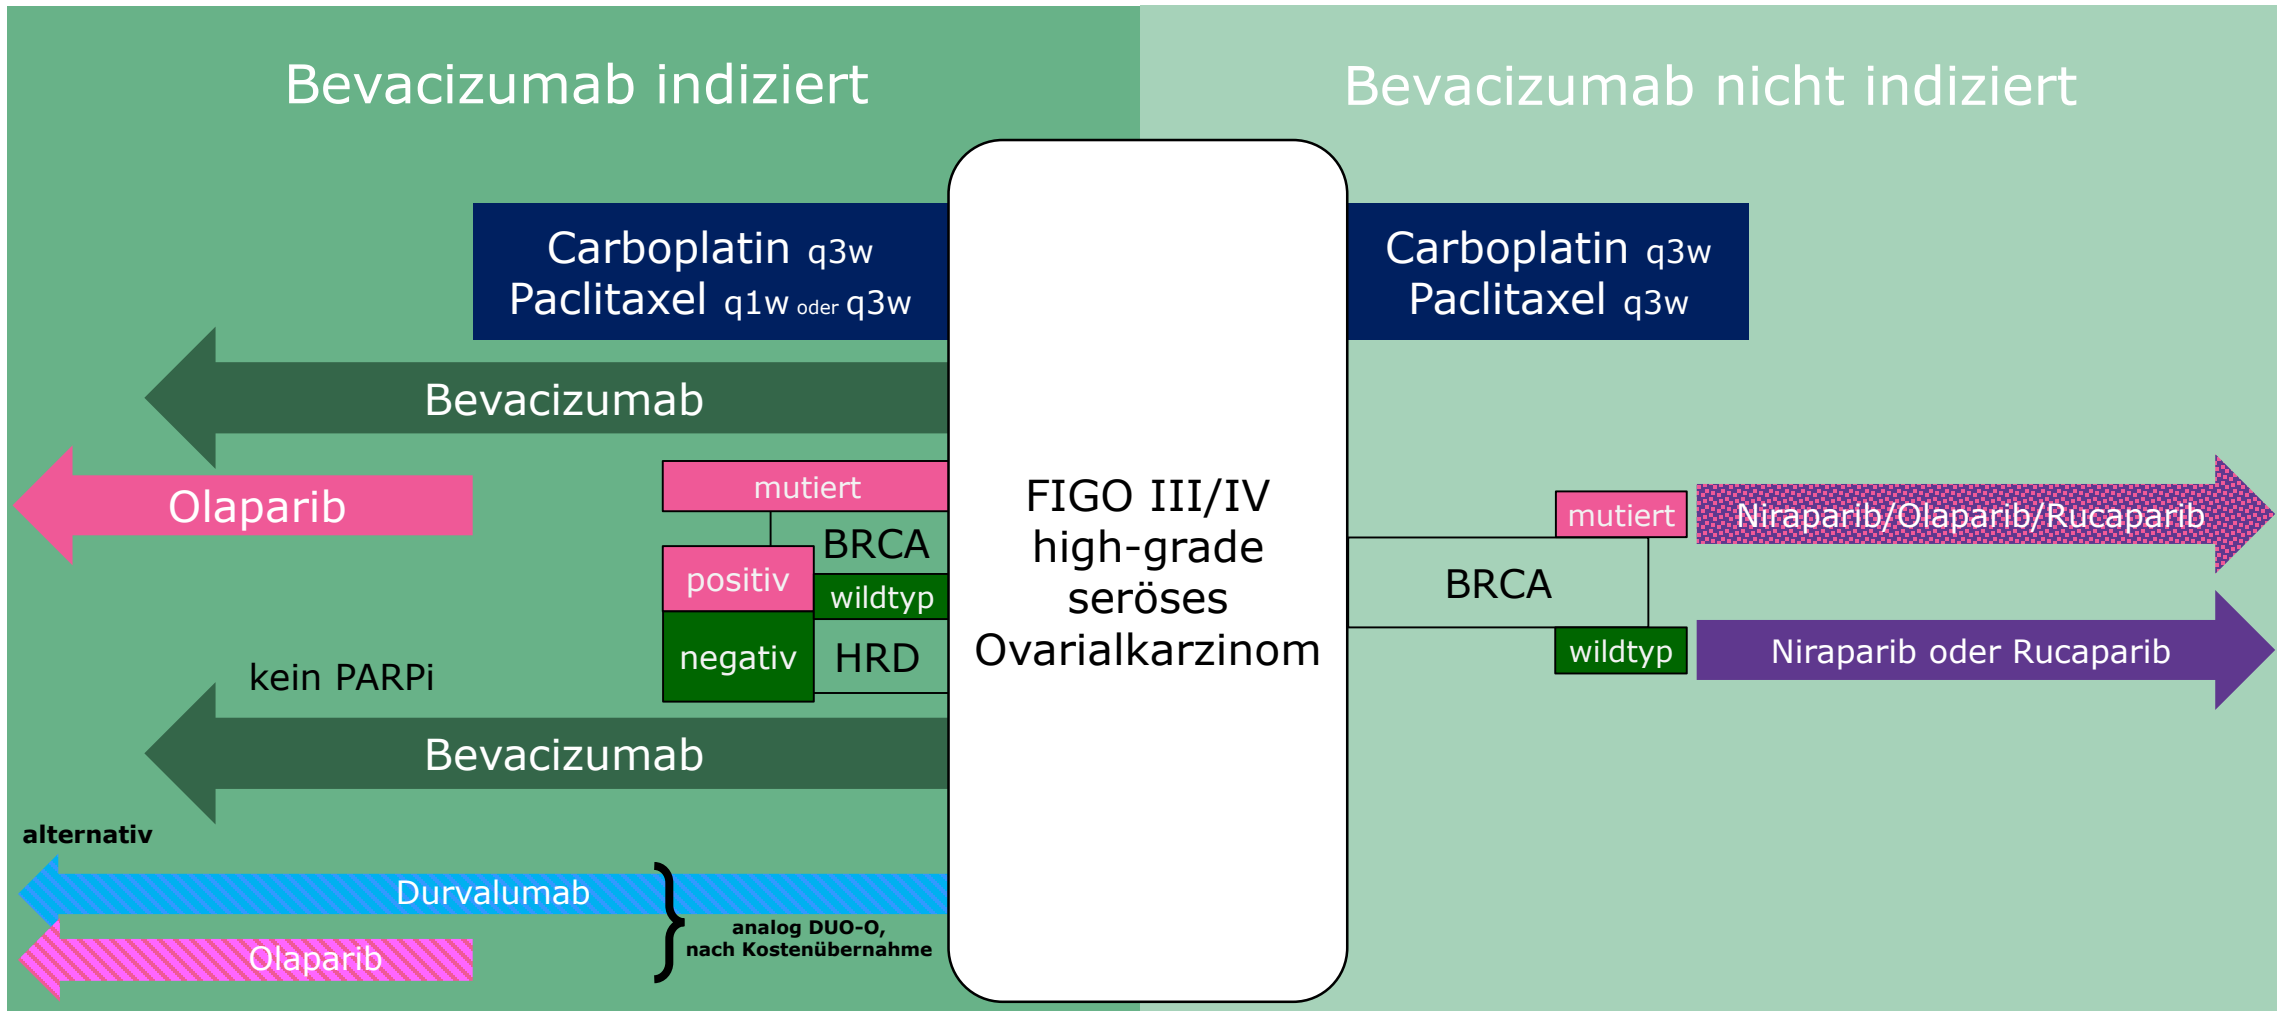 Bevacizumab indiziert
Bevacizumab nicht indiziert
Carboplatin q3w
Paclitaxel q1w oder q3w
Carboplatin q3w
Paclitaxel q3w
Bevacizumab
Olaparib
mutiert
BRCA
positiv
wildtyp
negativ
HRD
kein PARPi
Bevacizumab
alternativ
Durvalumab
Olaparib
analog DUO-O,
nach Kostenübernahme
FIGO III/IV
high-grade
seröses
Ovarialkarzinom
BRCA
mutiert
Niraparib/Olaparib/Rucaparib
wildtyp
Niraparib oder Rucaparib